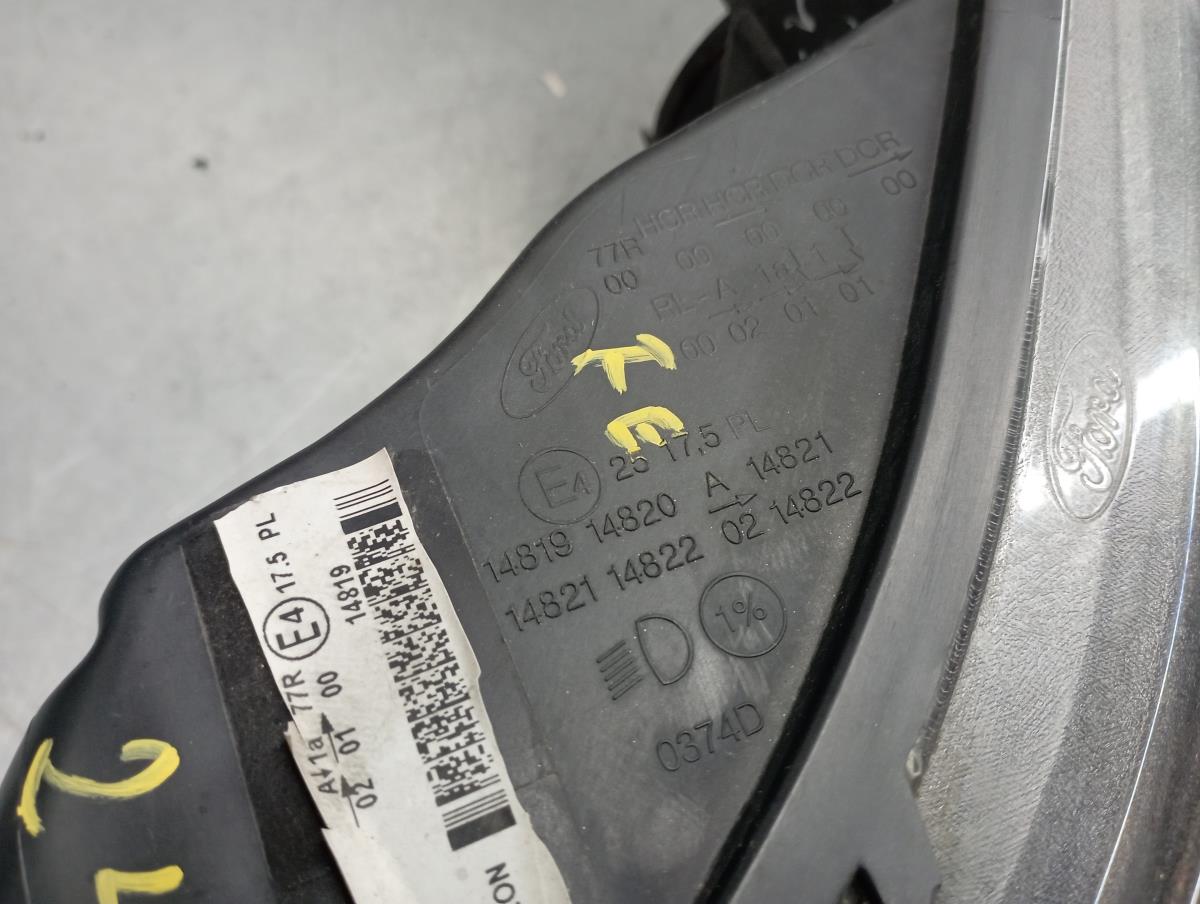 HCR HCR DCR DCR
77R 00 00 00 00
00
RL-A 1a 1
00 02 01 01
Ford
E4 25 17,5 PL
14819 14820 A 14821
14821 14822 02 14822
1%
0374D
Ford
E4 17.5 PL
14819
A 1a 77R
02 01 00